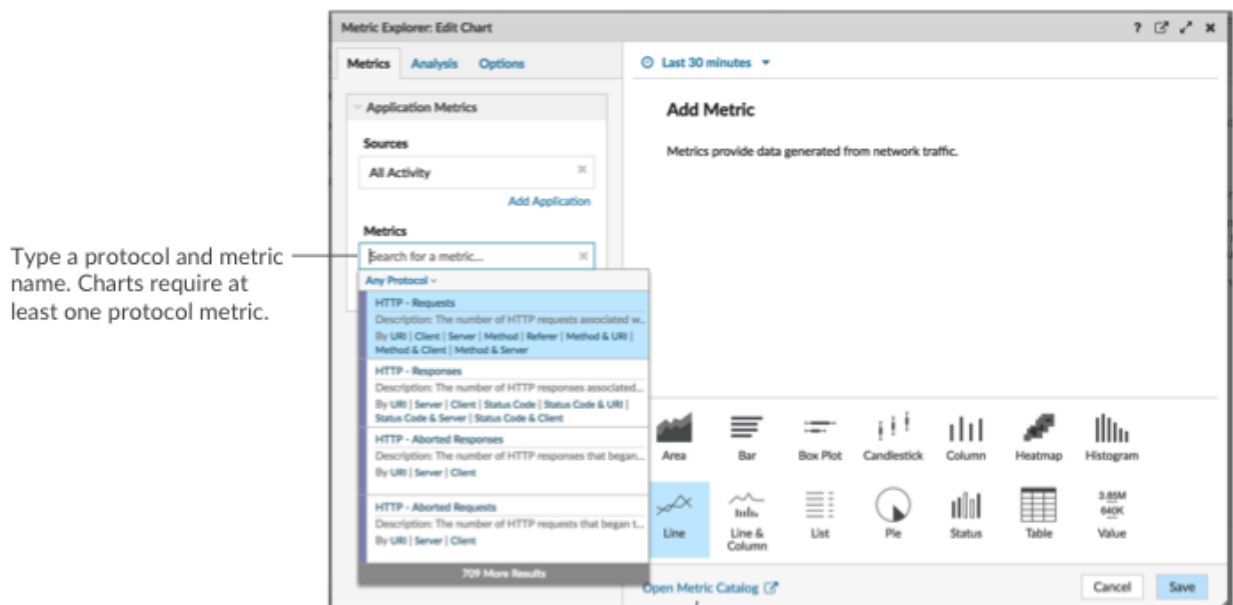 Metric Explorer: Edit Chart
?
Metrics Analysis Options
Last 30 minutes
Application Metrics
Sources
All Activity
Add Application
Metrics
Search for a metric...
Any Protocol
HTTP - Requests
Description: The number of HTTP requests associated w...
By URI | Client | Server | Method | Referer | Method & URI |
Method & Client | Method & Server
HTTP - Responses
Description: The number of HTTP responses associated...
By URI | Server | Client | Status Code | Status Code & URI |
Status Code & Server | Status Code & Client
HTTP - Aborted Responses
Description: The number of HTTP responses that began...
By URI | Server | Client
HTTP - Aborted Requests
Description: The number of HTTP requests that began t...
By URI | Server | Client
709 More Results
Type a protocol and metric
name. Charts require at
least one protocol metric.
Add Metric
Metrics provide data generated from network traffic.
Area Bar Box Plot Candlestick Column Heatmap Histogram
3.85M
640K
Line Line & Column List Pie Status Table Value
Open Metric Catalog
Cancel Save